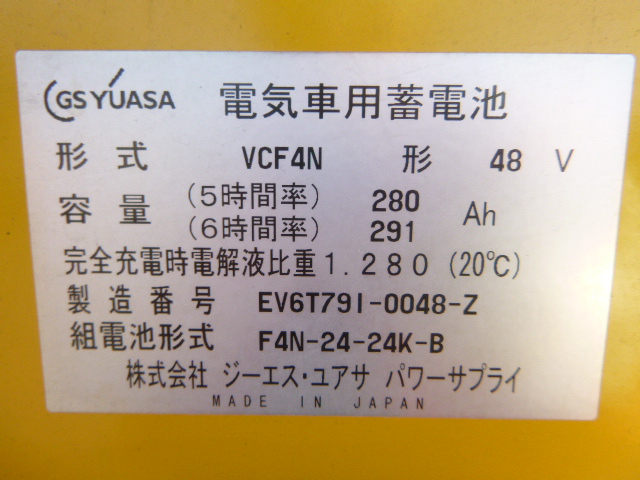 GS YUASA 電気車用蓄電池
形式 VCF4N 形 48 V
容量 (5時間率) 280 Ah
(6時間率) 291
完全充電時電解液比重1.280 (20℃)
製造番号 EV6T791-0048-Z
組電池形式 F4N-24-24K-B
株式会社 ジーエス・ユアサ パワーサプライ
MADE IN JAPAN